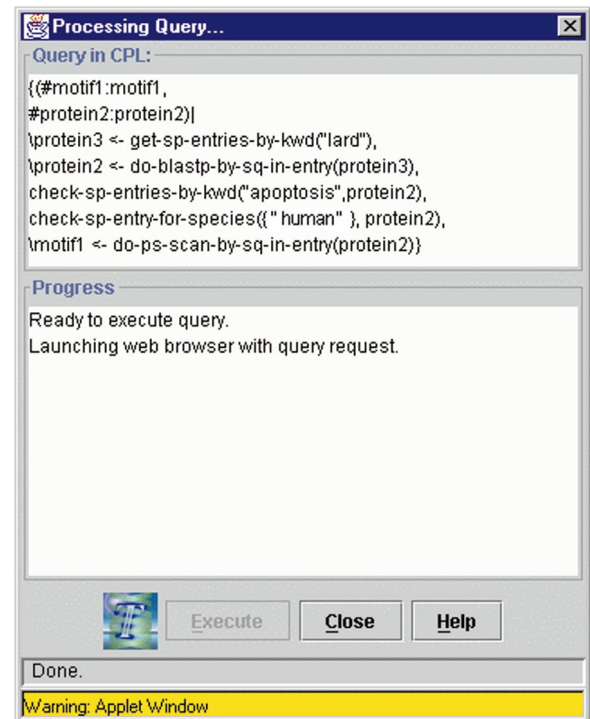 Processing Query...
Query in CPL:
{(#motif1:motif1,
#protein2:protein2)|
\protein3 <- get-sp-entries-by-kwd("lard"),
\protein2 <- do-blastp-by-sq-in-entry(protein3),
check-sp-entries-by-kwd("apoptosis",protein2),
check-sp-entry-for-species({ "human" }, protein2),
\motif1 <- do-ps-scan-by-sq-in-entry(protein2)}
Progress
Ready to execute query.
Launching web browser with query request.
T Execute Close Help
Done.
Warning: Applet Window